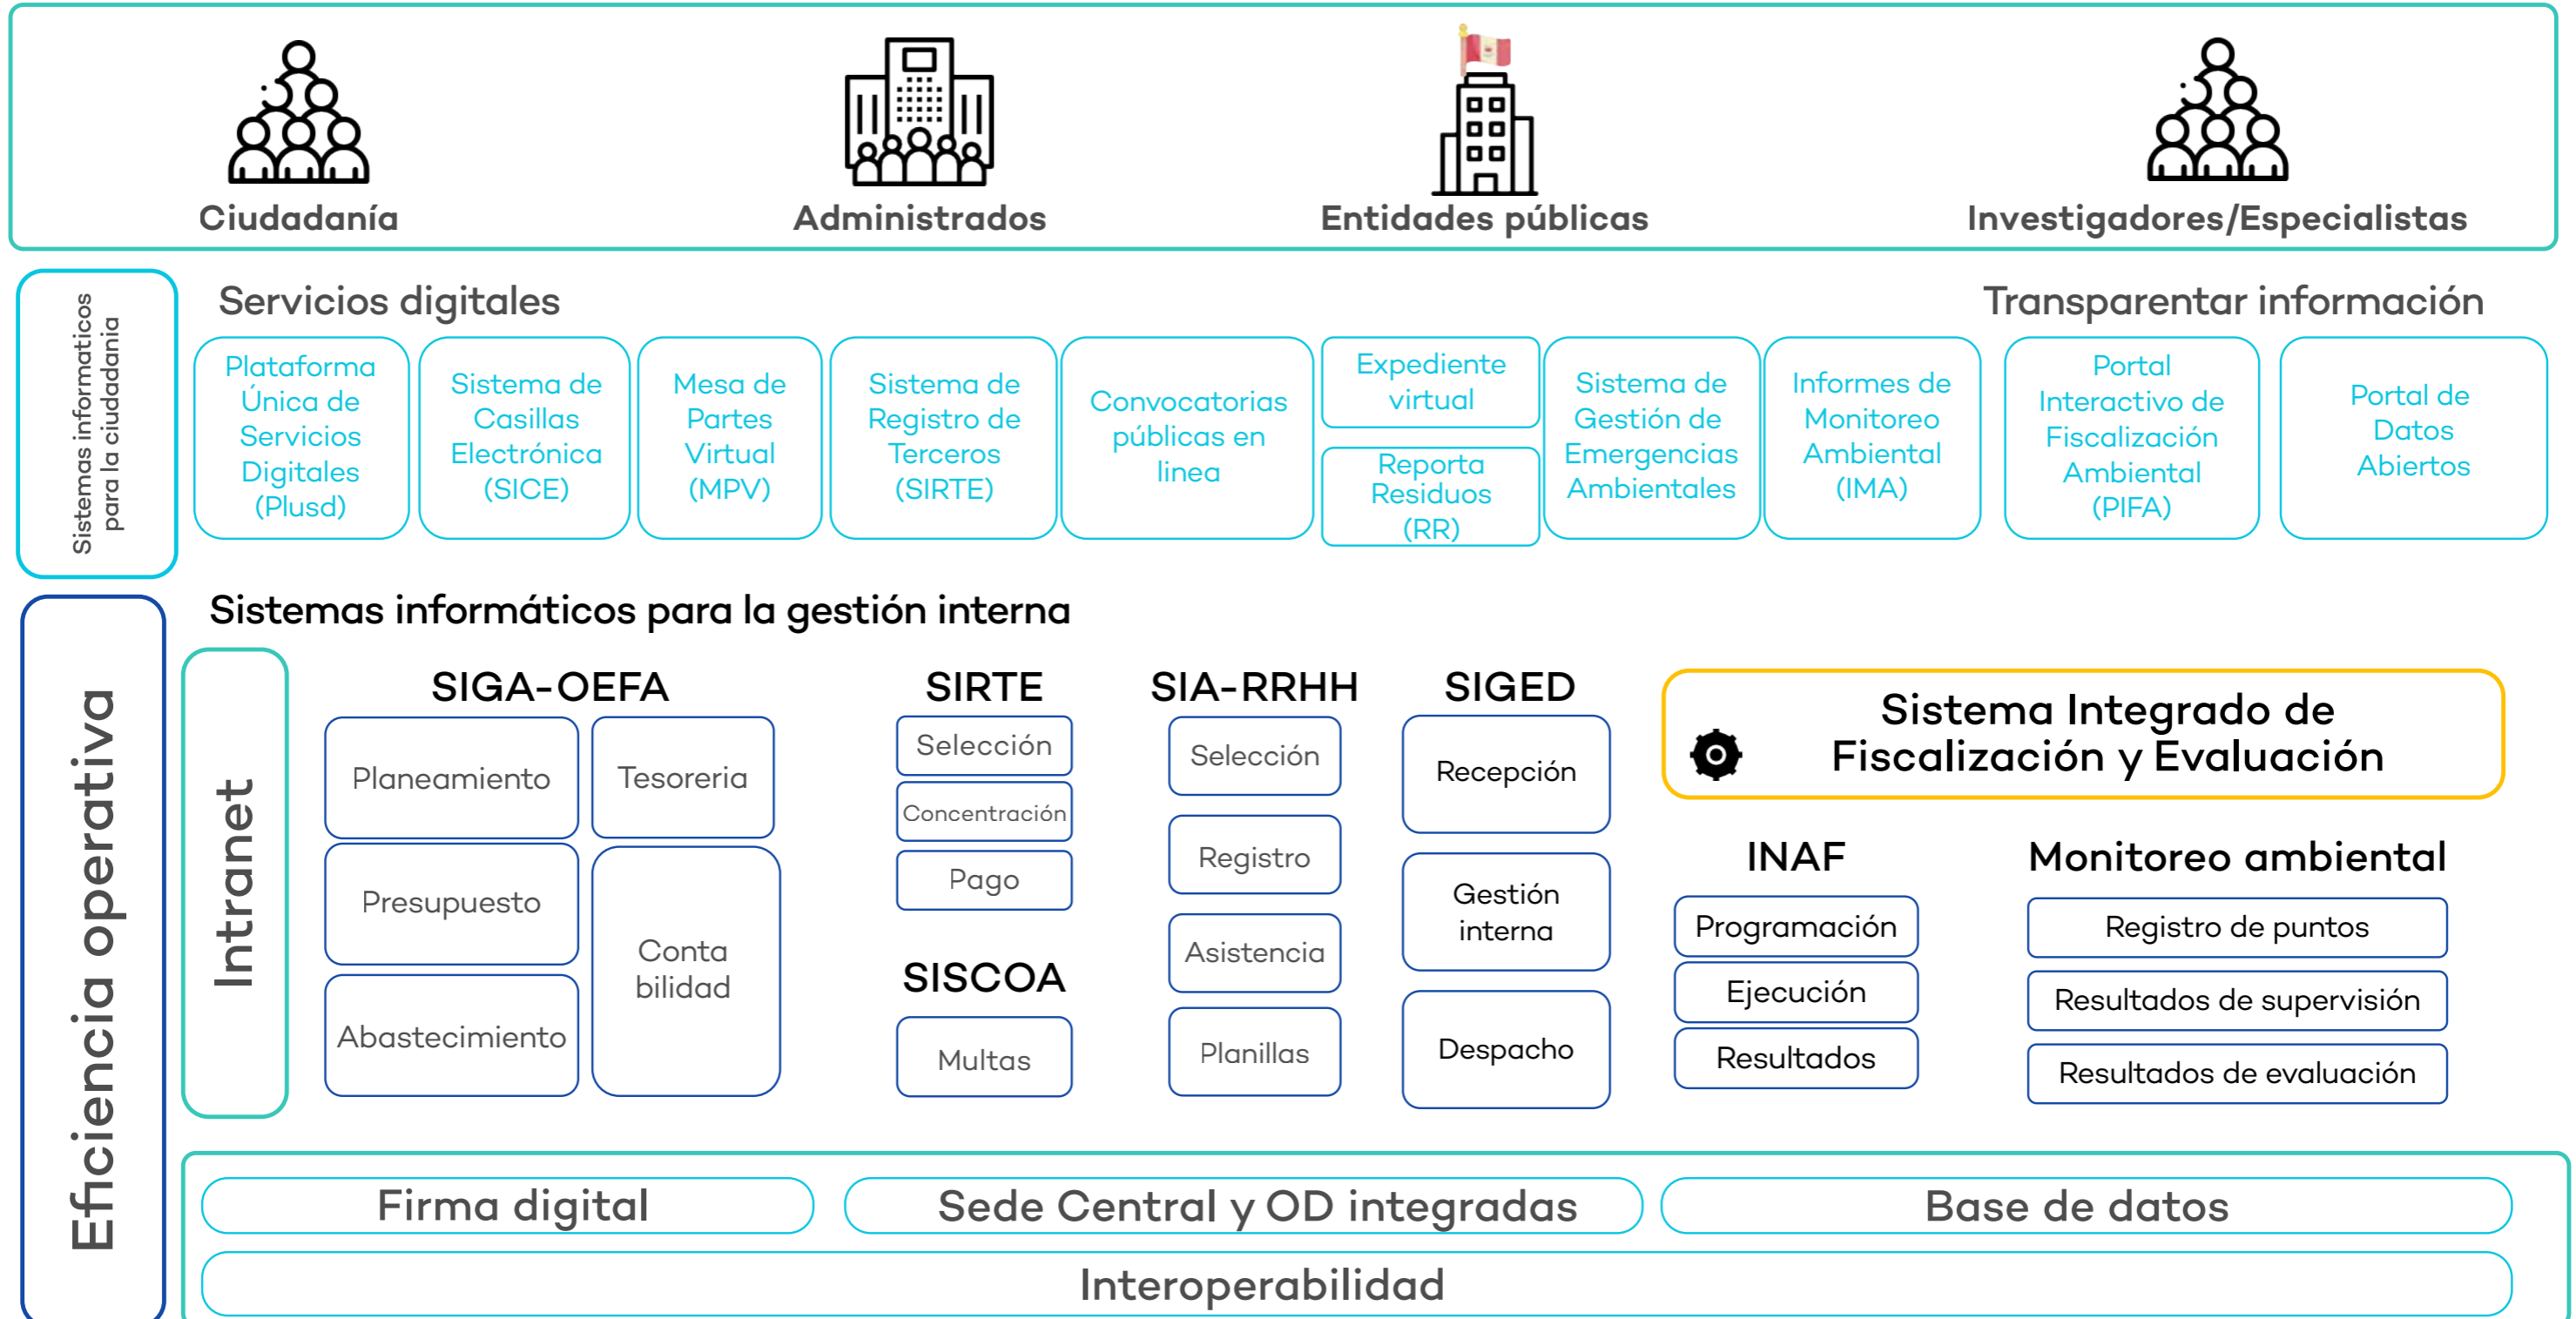 Ciudadanía
Administrados
Entidades públicas
Investigadores/Especialistas
Sistemas informaticos
para la ciudadania
Servicios digitales
Transparentar información
Plataforma
Única de
Servicios
Digitales
(Plusd)
Sistema de
Casillas
Electrónica
(SICE)
Mesa de
Partes
Virtual
(MPV)
Sistema de
Registro de
Terceros
(SIRTE)
Convocatorias
públicas en
linea
Expediente
virtual
Reporta
Residuos
(RR)
Sistema de
Gestión de
Emergencias
Ambientales
Informes de
Monitoreo
Ambiental
(IMA)
Portal
Interactivo de
Fiscalización
Ambiental
(PIFA)
Portal de
Datos
Abiertos
Eficiencia operativa
Sistemas informáticos para la gestión interna
Intranet
SIGA-OEFA
Planeamiento
Tesoreria
Presupuesto
Conta
bilidad
Abastecimiento
SIRTE
Selección
Concentración
Pago
SISCOA
Multas
SIA-RRHH
Selección
Registro
Asistencia
Planillas
SIGED
Recepción
Gestión
interna
Despacho
Sistema Integrado de
Fiscalización y Evaluación
INAF
Programación
Ejecución
Resultados
Monitoreo ambiental
Registro de puntos
Resultados de supervisión
Resultados de evaluación
Firma digital
Sede Central y OD integradas
Base de datos
Interoperabilidad